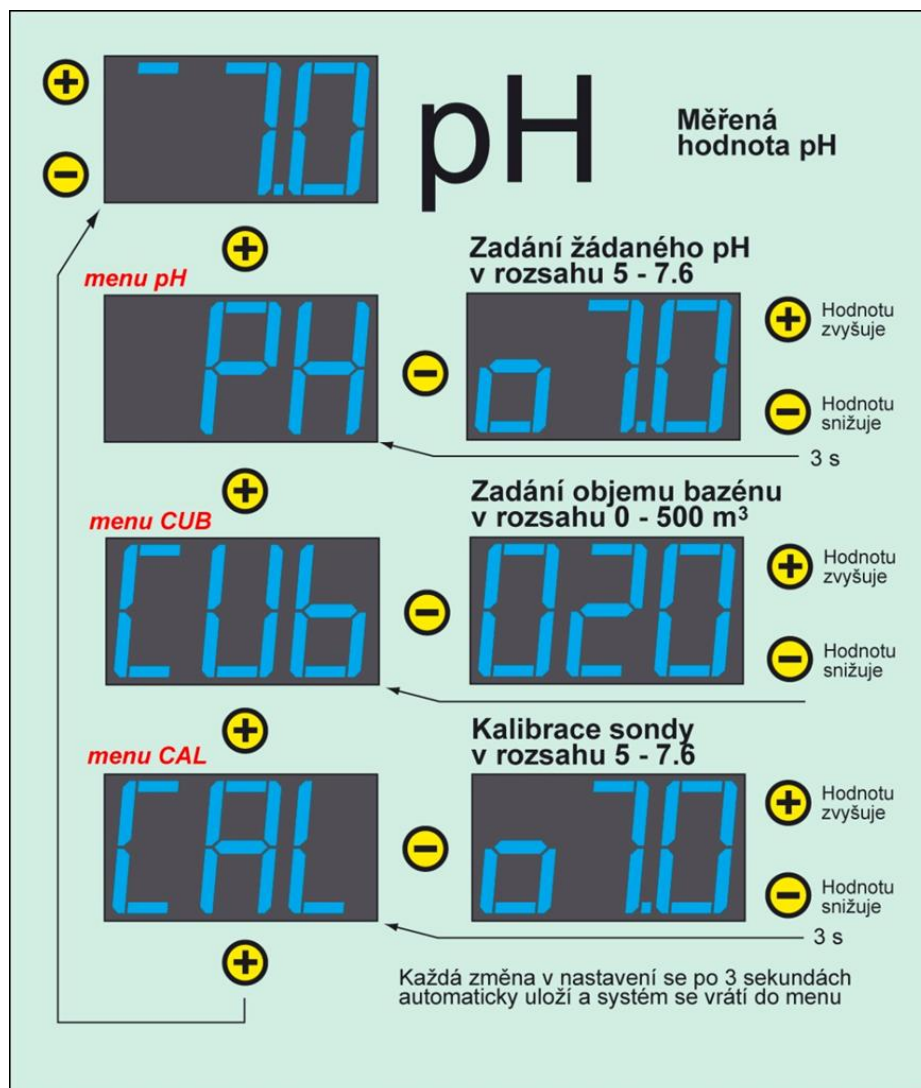 ¯7.0
pH
Měřená
hodnota pH
menu pH
Zadání žádaného pH
v rozsahu 5 - 7.6
PH
o7.0
Hodnotu
zvyšuje
Hodnotu
snižuje
3 s
menu CUB
Zadání objemu bazénu
v rozsahu 0 - 500 m³
CUb
020
Hodnotu
zvyšuje
Hodnotu
snižuje
menu CAL
Kalibrace sondy
v rozsahu 5 - 7.6
CAL
o7.0
Hodnotu
zvyšuje
Hodnotu
snižuje
3 s
Každá změna v nastavení se po 3 sekundách
automaticky uloží a systém se vrátí do menu